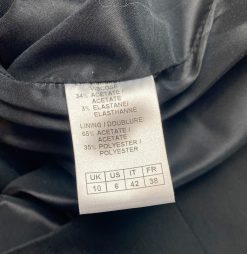 VISCOSE
34% ACETATE /
ACETATE
3% ELASTANE/
ELASTHANNE
LINING / DOUBLURE:
65% ACETATE /
ACETATE
35% POLYESTER /
POLYESTER
UK US IT FR
10 6 42 38